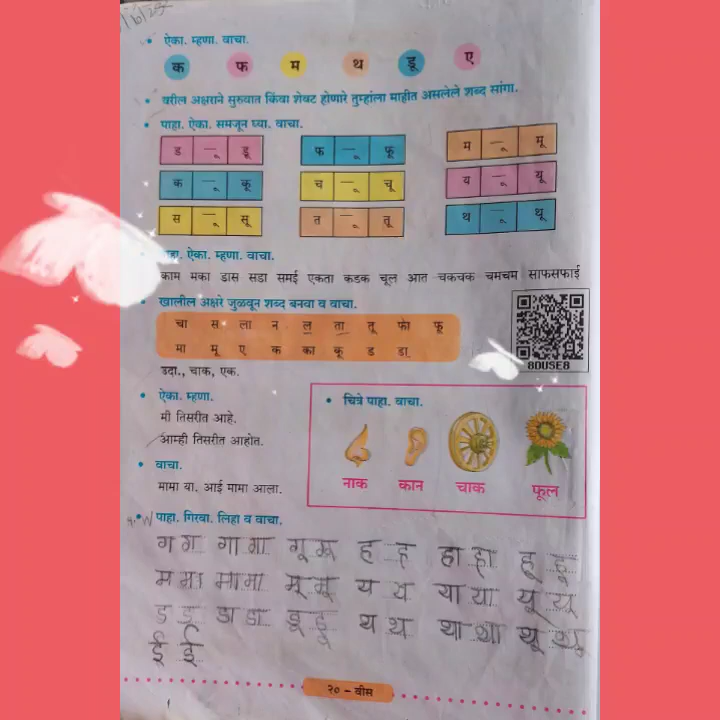 ऐका. म्हणा. वाचा.
क फ म थ डू ए
वरील अक्षराने सुरुवात किंवा शेवट होणारे तुम्हांला माहीत असलेले शब्द सांगा.
पाहा. ऐका. समजून घ्या. वाचा.
ड ू डू फ ू फू म ू मू
क ू कू च ू चू य ू यू
स ू सू त ू तू थ ू थू
पाहा. ऐका. म्हणा. वाचा.
काम मका डास सडा समई एकता कडक चूल आत चकचक चमचम साफसफाई
खालील अक्षरे जुळवून शब्द बनवा व वाचा.
चा स ला न ल ता तू फा फू
मा मू ए क का कू ड डा
उदा., चाक, एक.
8DUSE8
ऐका. म्हणा.
मी तिसरीत आहे.
आम्ही तिसरीत आहोत.
वाचा.
मामा या. आई मामा आला.
चित्रे पाहा. वाचा.
नाक कान चाक फूल
पाहा. गिरवा. लिहा व वाचा.
ग ग गा गा गू गू ह ह हा हा हू हू
म मा मा मा मू मू य य या या यू यू
ड ड डा डा डू डू थ थ था था थू थू
ई ई
२० - वीस